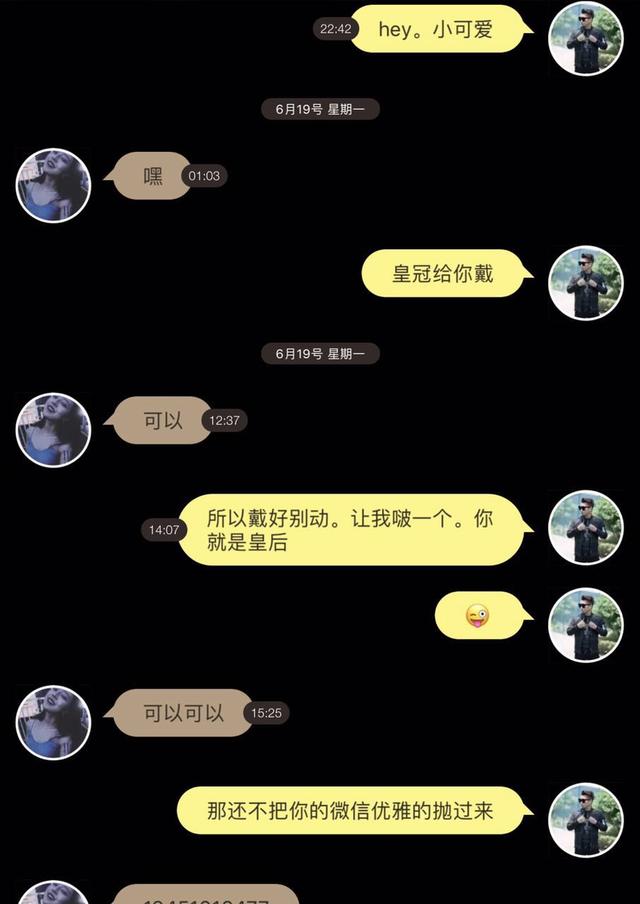 22:42 hey。小可爱
6月19号 星期一
嘿 01:03
皇冠给你戴
6月19号 星期一
可以 12:37
14:07 所以戴好别动。让我啵一个。你
就是皇后
😜
可以可以 15:25
那还不把你的微信优雅的抛过来